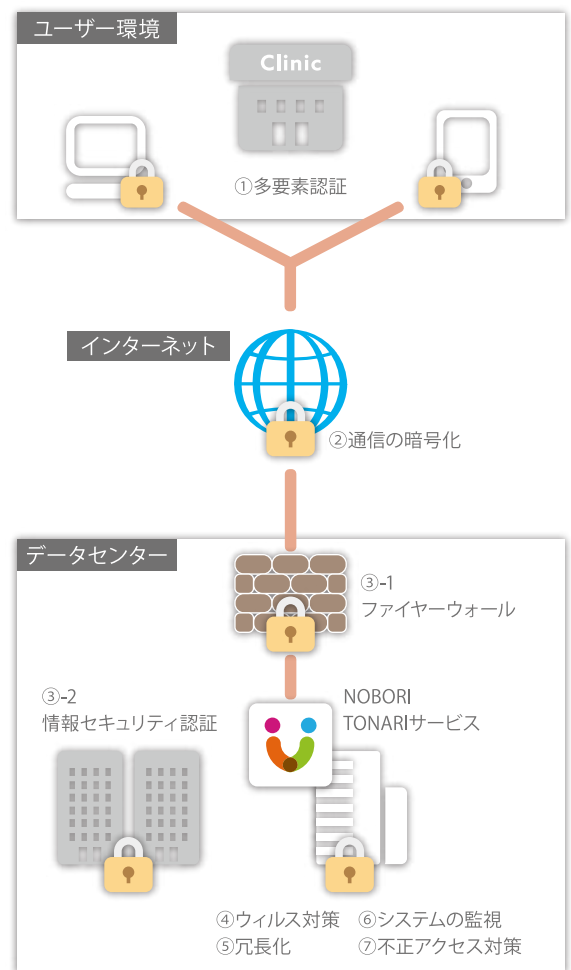 ユーザー環境
Clinic
①多要素認証
インターネット
②通信の暗号化
データセンター
③-1
ファイヤーウォール
③-2
情報セキュリティ認証
NOBORI
TONARIサービス
④ウィルス対策
⑥システムの監視
⑤冗長化
⑦不正アクセス対策